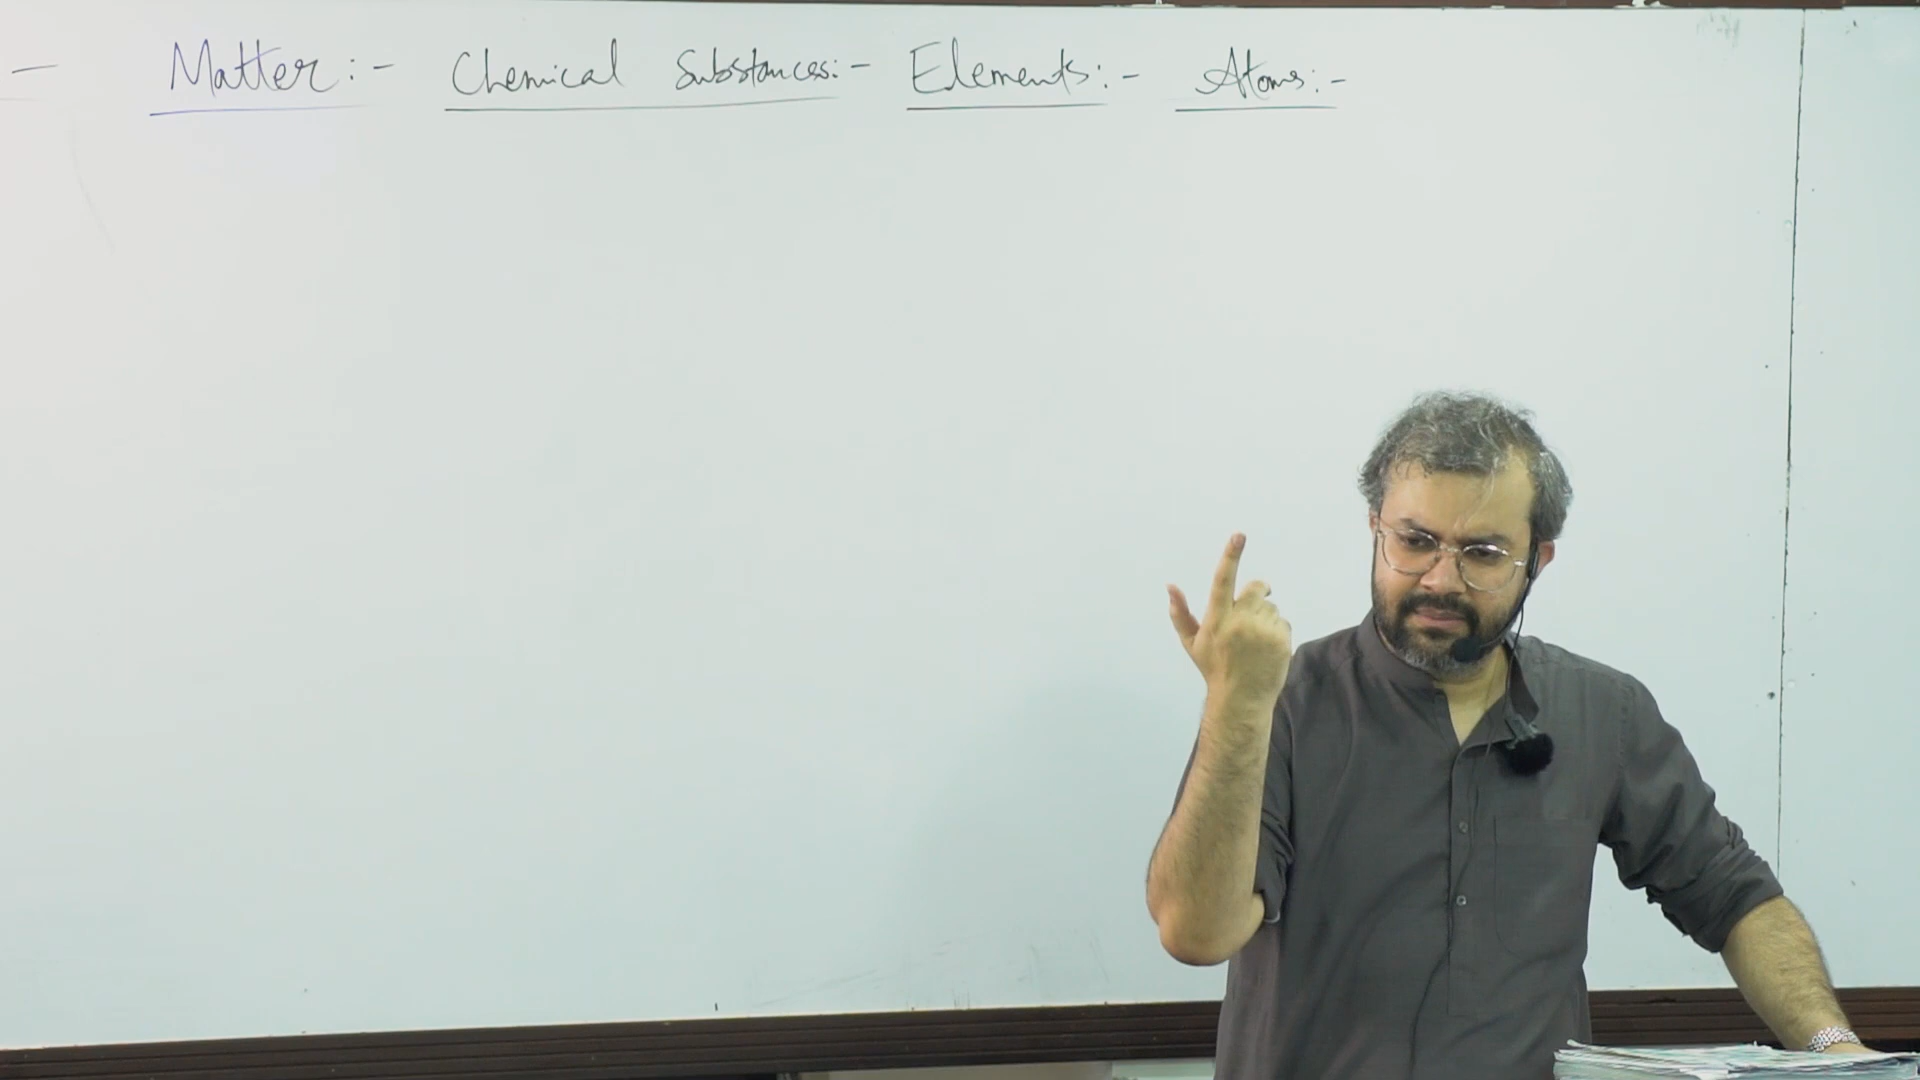 — Matter:- Chemical Substances:- Elements:- Atoms:-